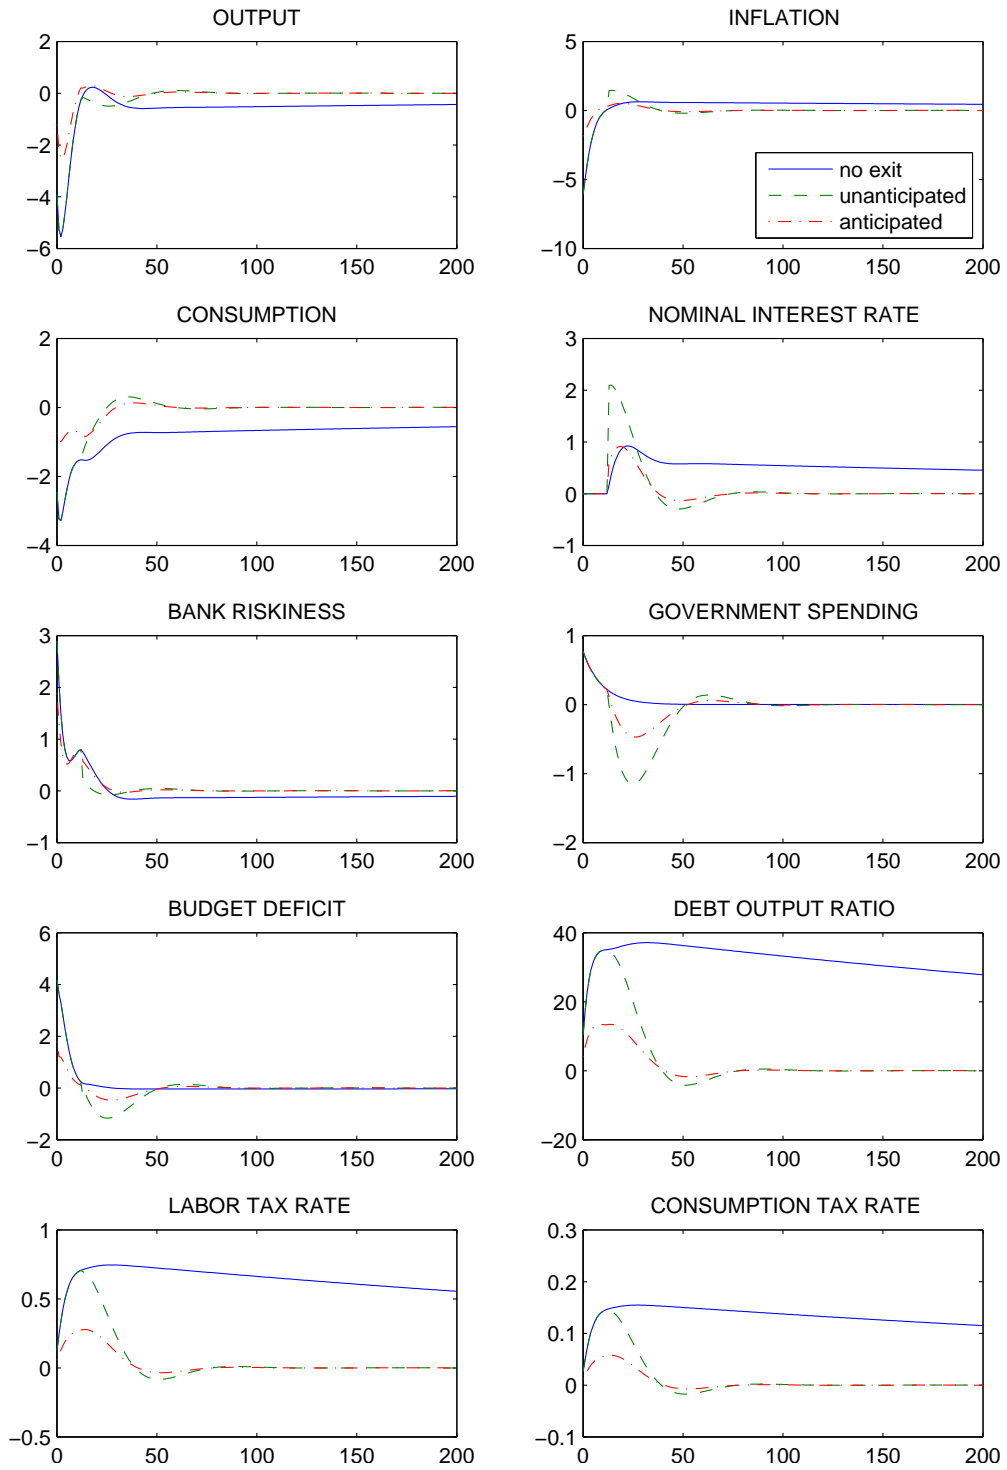 OUTPUT
2
0
−2
−4
−6
0 50 100 150 200
INFLATION
5
0
−5
−10
no exit
unanticipated
anticipated
0 50 100 150 200
CONSUMPTION
2
0
−2
−4
0 50 100 150 200
NOMINAL INTEREST RATE
3
2
1
0
−1
0 50 100 150 200
BANK RISKINESS
3
2
1
0
−1
0 50 100 150 200
GOVERNMENT SPENDING
1
0
−1
−2
0 50 100 150 200
BUDGET DEFICIT
6
4
2
0
−2
0 50 100 150 200
DEBT OUTPUT RATIO
40
20
0
−20
0 50 100 150 200
LABOR TAX RATE
1
0.5
0
−0.5
0 50 100 150 200
CONSUMPTION TAX RATE
0.3
0.2
0.1
0
−0.1
0 50 100 150 200